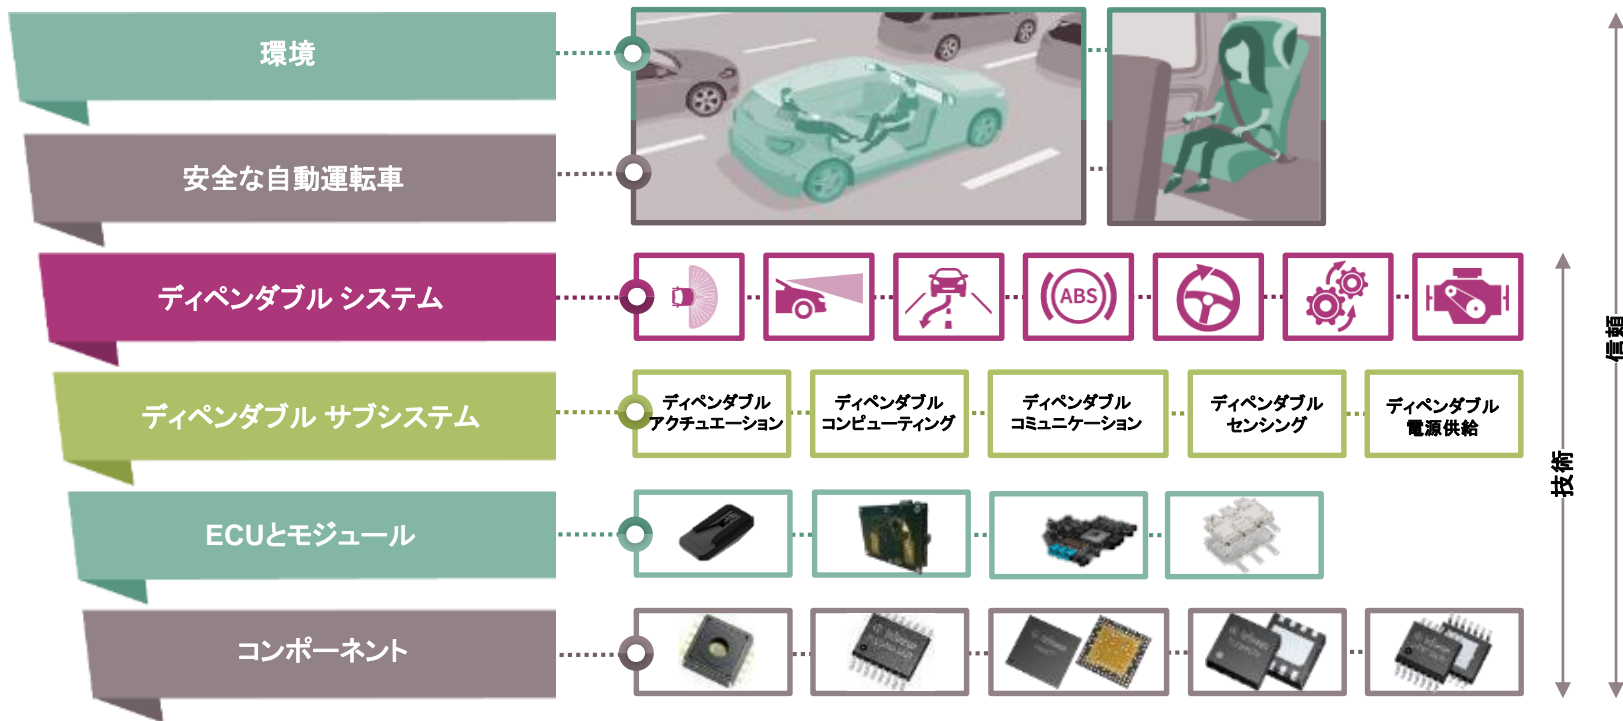 環境
安全な自動運転車
ディペンダブル システム
ABS
ディペンダブル サブシステム
ディペンダブル
アクチュエーション
ディペンダブル
コンピューティング
ディペンダブル
コミュニケーション
ディペンダブル
センシング
ディペンダブル
電源供給
ECUとモジュール
コンポーネント
技術
信頼